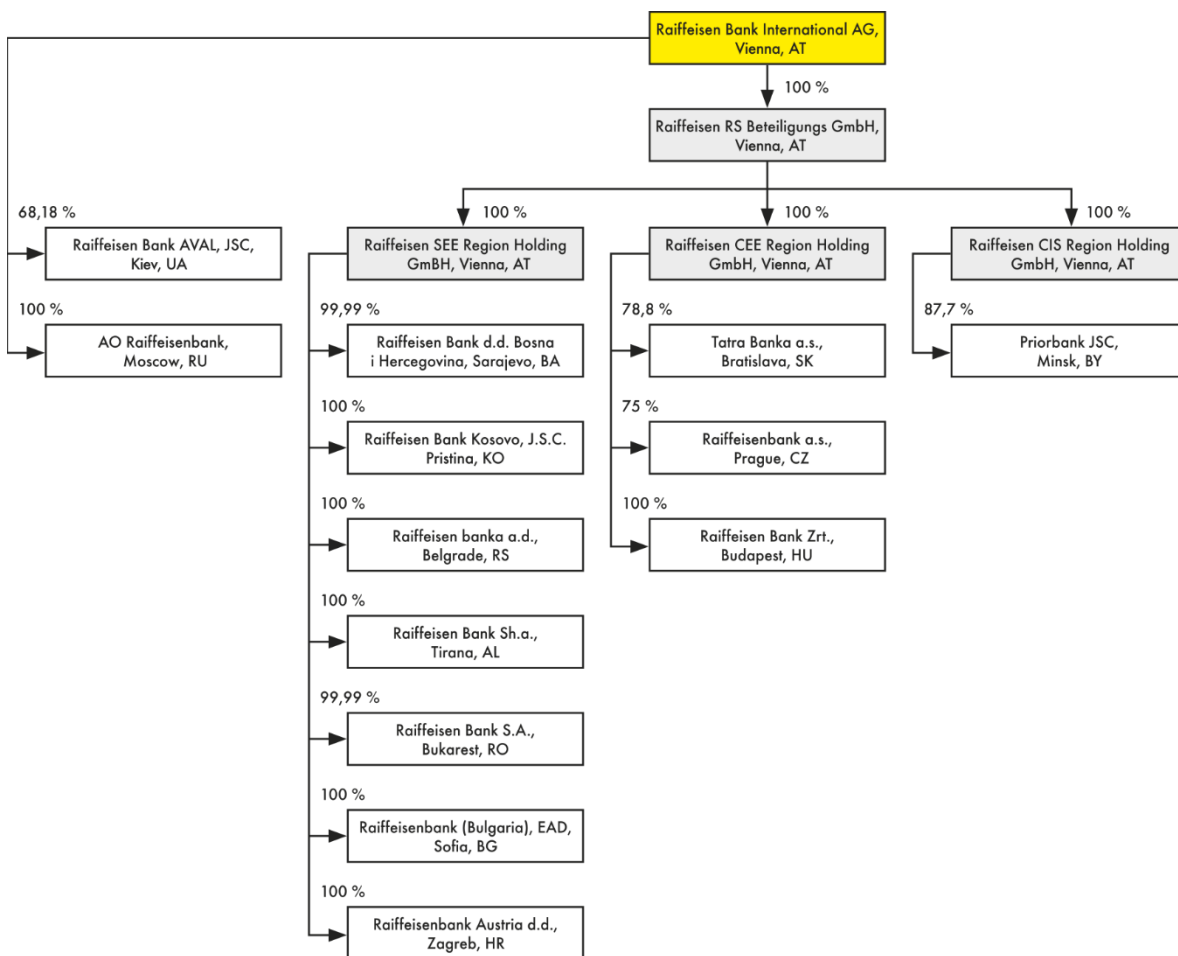 Raiffeisen Bank International AG,
Vienna, AT
100 %
Raiffeisen RS Beteiligungs GmbH,
Vienna, AT
68,18 %
Raiffeisen Bank AVAL, JSC,
Kiev, UA
100 %
AO Raiffeisenbank,
Moscow, RU
100 %
Raiffeisen SEE Region Holding
GmBH, Vienna, AT
99,99 %
Raiffeisen Bank d.d. Bosna
i Hercegovina, Sarajevo, BA
100 %
Raiffeisen Bank Kosovo, J.S.C.
Pristina, KO
100 %
Raiffeisen banka a.d.,
Belgrade, RS
100 %
Raiffeisen Bank Sh.a.,
Tirana, AL
99,99 %
Raiffeisen Bank S.A.,
Bukarest, RO
100 %
Raiffeisenbank (Bulgaria), EAD,
Sofia, BG
100 %
Raiffeisenbank Austria d.d.,
Zagreb, HR
100 %
Raiffeisen CEE Region Holding
GmbH, Vienna, AT
78,8 %
Tatra Banka a.s.,
Bratislava, SK
75 %
Raiffeisenbank a.s.,
Prague, CZ
100 %
Raiffeisen Bank Zrt.,
Budapest, HU
100 %
Raiffeisen CIS Region Holding
GmbH, Vienna, AT
87,7 %
Priorbank JSC,
Minsk, BY